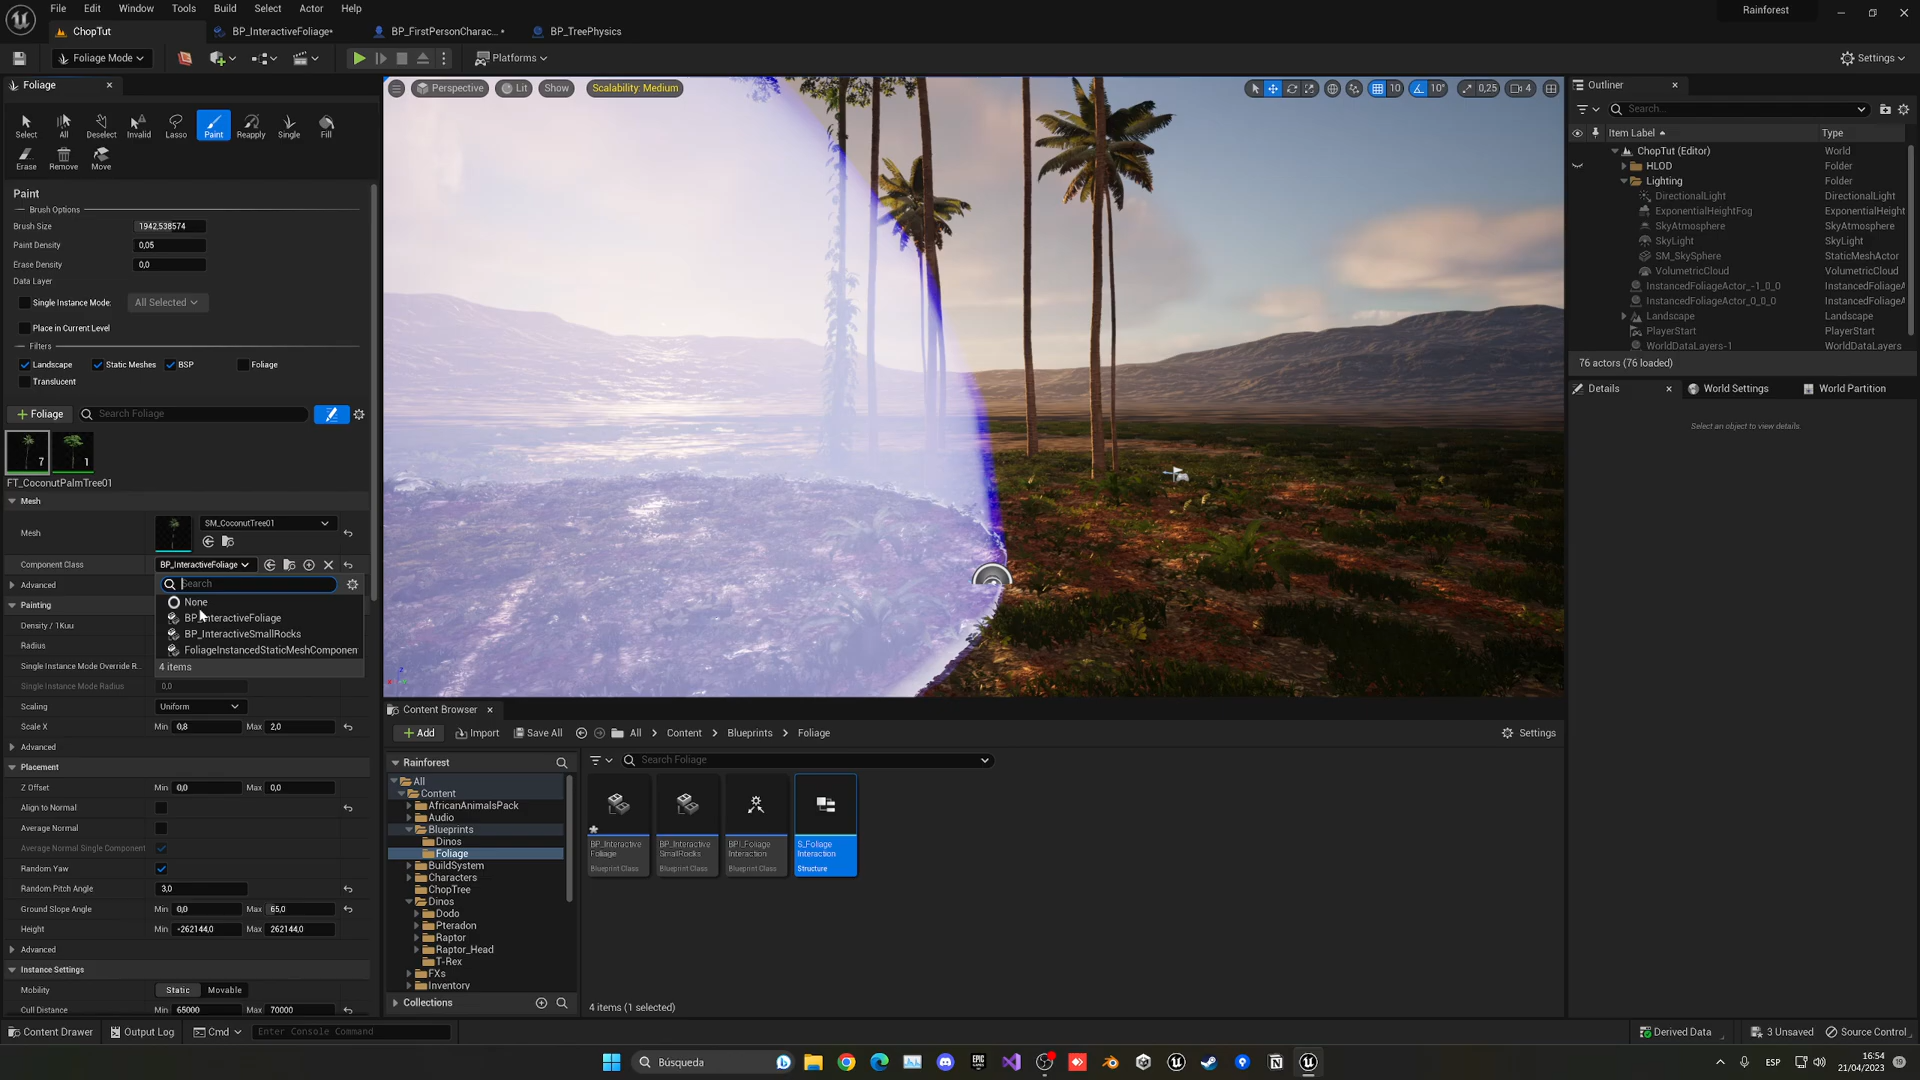 File Edit Window Tools Build Select Actor Help
Rainforest
ChopTut
BP_InteractiveFoliage*
BP_FirstPersonCharac... *
BP_TreePhysics
Foliage Mode
Platforms
Settings
Foliage
Select All Deselect Invalid Lasso Paint Reapply Single Fill
Erase Remove Move
Paint
Brush Options
Brush Size 1942,538574
Paint Density 0,05
Erase Density 0,0
Data Layer
Single Instance Mode: All Selected
Place in Current Level
Filters
Landscape Static Meshes BSP Foliage
Translucent
+ Foliage Search Foliage
7 1
FT_CoconutPalmTree01
Mesh
Mesh SM_CoconutTree01
Component Class BP_InteractiveFoliage
Advanced Search
None
BP_InteractiveFoliage
BP_InteractiveSmallRocks
FoliageInstancedStaticMeshComponen
4 items
Painting
Density / 1Kuu
Radius
Single Instance Mode Override R...
Single Instance Mode Radius 0,0
Scaling Uniform
Scale X Min 0,8 Max 2,0
Advanced
Placement
Z Offset Min 0,0 Max 0,0
Align to Normal
Average Normal
Average Normal Single Component
Random Yaw
Random Pitch Angle 3,0
Ground Slope Angle Min 0,0 Max 65,0
Height Min -262144,0 Max 262144,0
Advanced
Instance Settings
Mobility Static Movable
Cull Distance Min 65000 Max 70000
Perspective Lit Show Scalability: Medium
10 10° 0,25 4
Content Browser
+ Add Import Save All All > Content > Blueprints > Foliage Settings
Rainforest
Search Foliage
All
Content
AfricanAnimalsPack
Audio
Blueprints
Dinos
Foliage
BuildSystem
Characters
ChopTree
Dinos
Dodo
Pteradon
Raptor
Raptor_Head
T-Rex
FXs
Inventory
Collections
BP_Interactive
Foliage
Blueprint Class
BP_Interactive
SmallRocks
Blueprint Class
BPI_Foliage
Interaction
Blueprint Class
S_Foliage
Interaction
Structure
4 items (1 selected)
Outliner
Search...
Item Label Type
ChopTut (Editor) World
HLOD Folder
Lighting Folder
DirectionalLight DirectionalLight
ExponentialHeightFog ExponentialHeight
SkyAtmosphere SkyAtmosphere
SkyLight SkyLight
SM_SkySphere StaticMeshActor
VolumetricCloud VolumetricCloud
InstancedFoliageActor_-1_0_0 InstancedFoliageA
InstancedFoliageActor_0_0_0 InstancedFoliageA
Landscape Landscape
PlayerStart PlayerStart
WorldDataLayers-1 WorldDataLayers
76 actors (76 loaded)
Details World Settings World Partition
Select an object to view details.
Content Drawer Output Log Cmd Enter Console Command
Derived Data 3 Unsaved Source Control
Búsqueda
EPIC
GAMES
ESP
16:54
21/04/2023
19